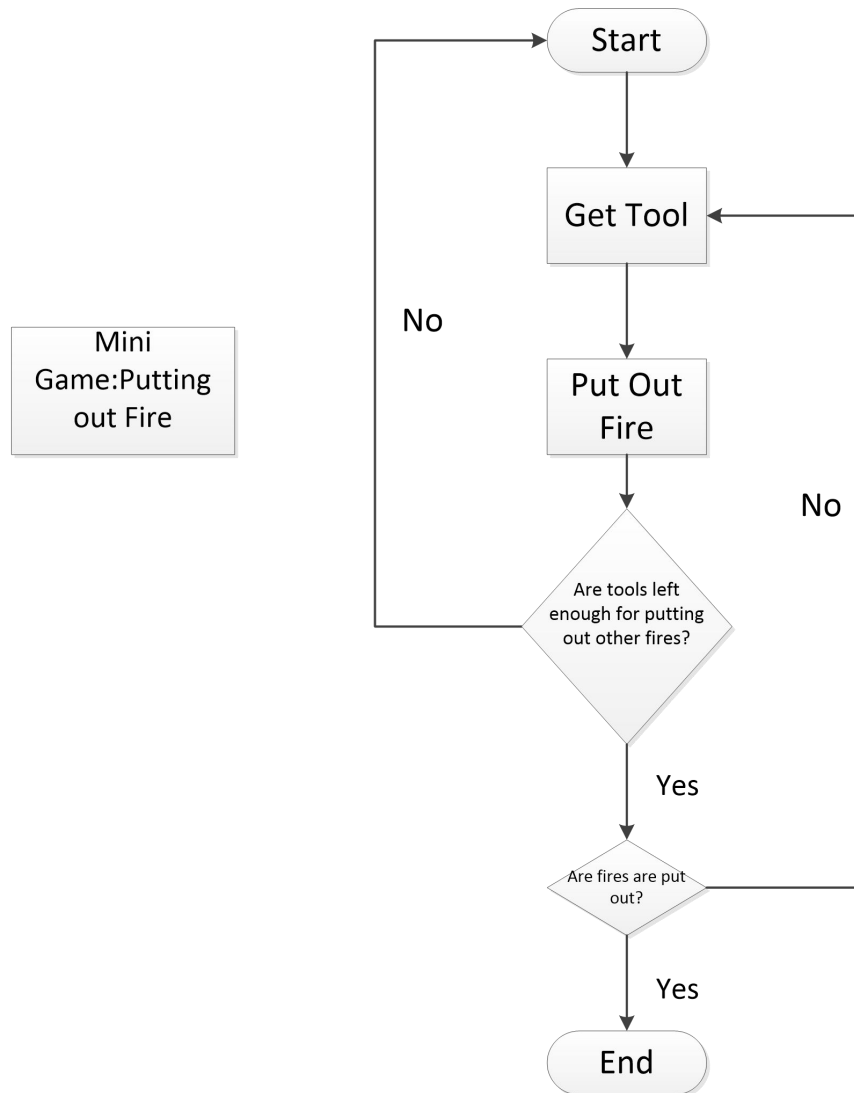 Start
Get Tool
No
Mini
Game:Putting
out Fire
Put Out
Fire
No
Are tools left
enough for putting
out other fires?
Yes
Are fires are put
out?
Yes
End